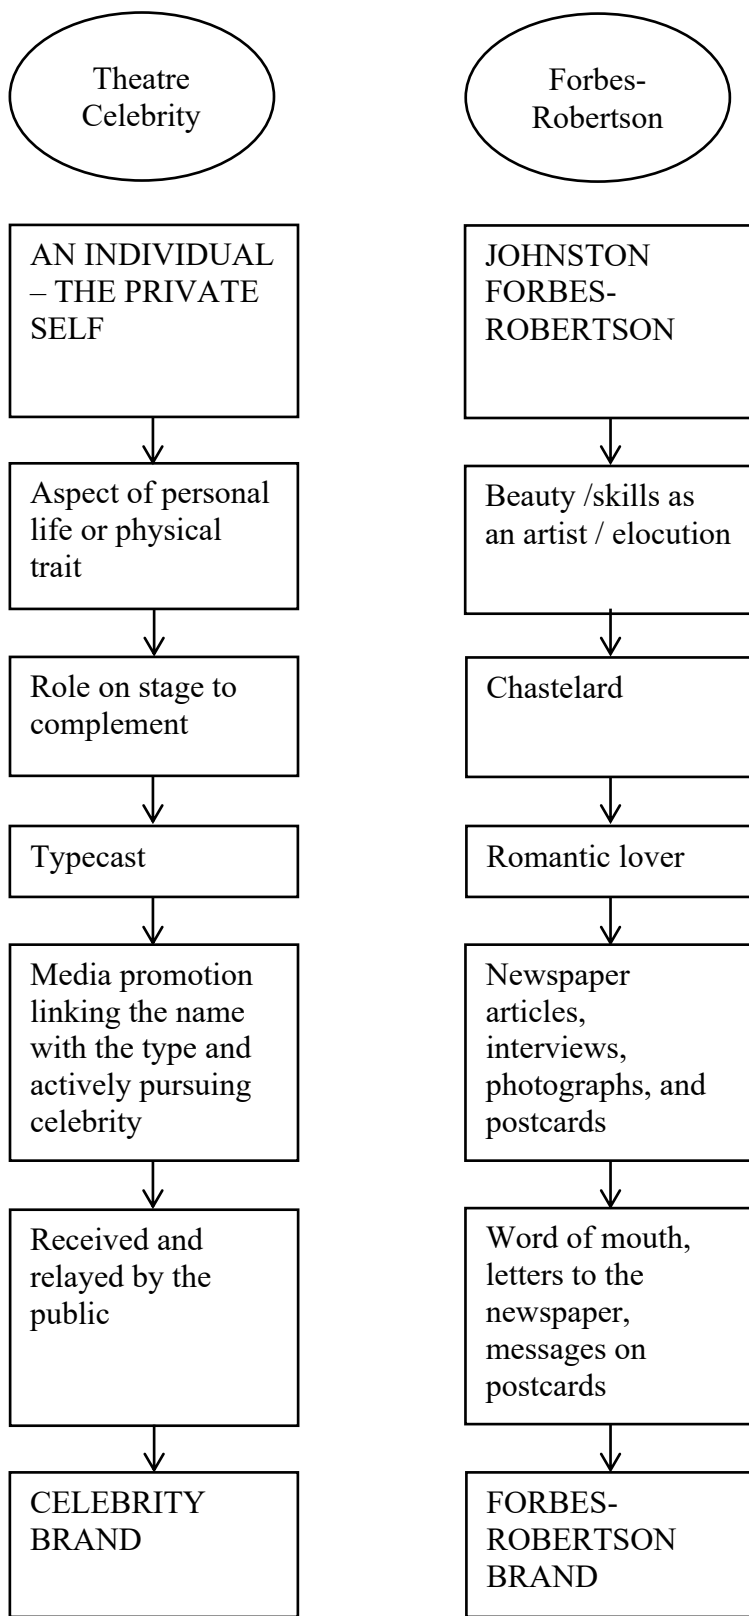 Theatre
Celebrity
Forbes-
Robertson
AN INDIVIDUAL
– THE PRIVATE
SELF
JOHNSTON
FORBES-
ROBERTSON
Aspect of personal
life or physical
trait
Beauty /skills as
an artist / elocution
Role on stage to
complement
Chastelard
Typecast
Romantic lover
Media promotion
linking the name
with the type and
actively pursuing
celebrity
Newspaper
articles,
interviews,
photographs, and
postcards
Received and
relayed by the
public
Word of mouth,
letters to the
newspaper,
messages on
postcards
CELEBRITY
BRAND
FORBES-
ROBERTSON
BRAND